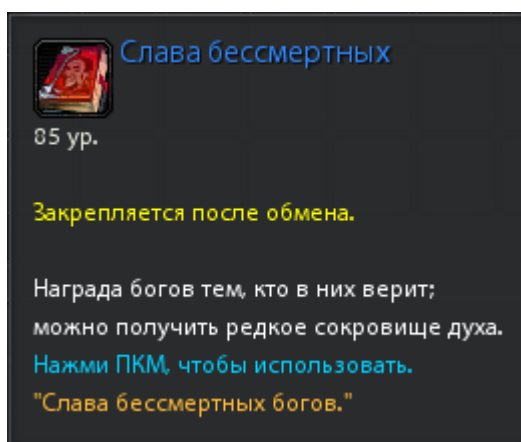 Слава бессмертных
85 ур.
Закрепляется после обмена.
Награда богов тем, кто в них верит;
можно получить редкое сокровище духа.
Нажми ПКМ, чтобы использовать.
"Слава бессмертных богов."